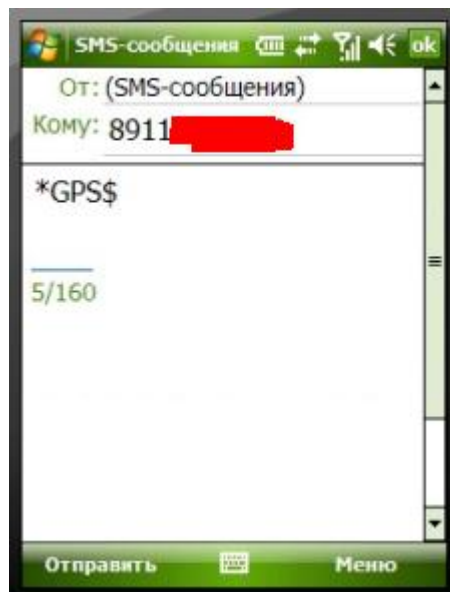 SMS-сообщения ok
От: (SMS-сообщения)
Кому: 8911
*GPS$
5/160
Отправить Меню